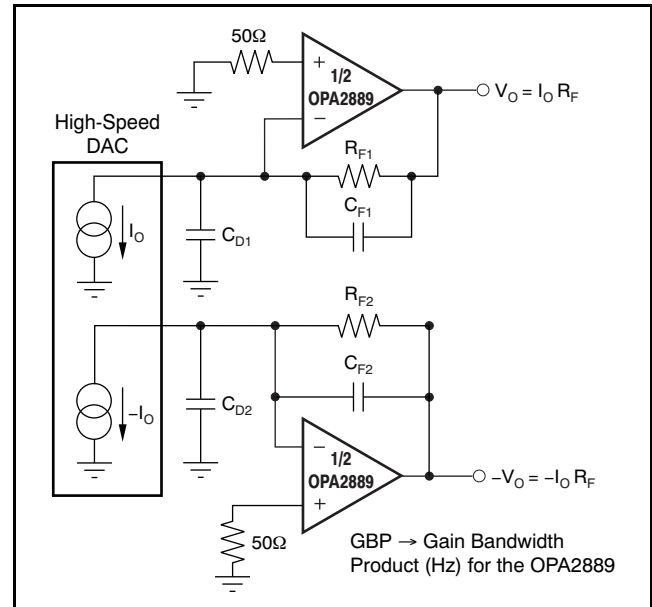 50Ω
+
1/2
OPA2889
−
V_O = I_O R_F
High-Speed
DAC
R_F1
C_F1
I_O
C_D1
R_F2
C_F2
−I_O
C_D2
−
1/2
OPA2889
+
−V_O = −I_O R_F
50Ω
GBP → Gain Bandwidth
Product (Hz) for the OPA2889